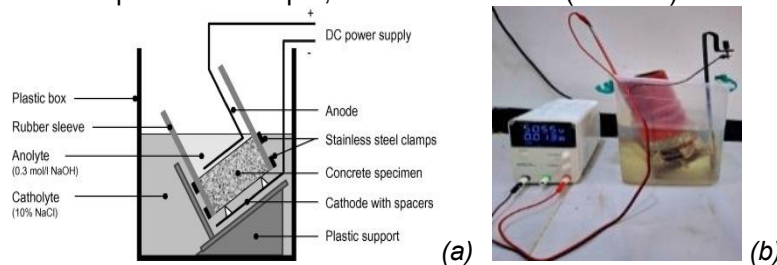 +
DC power supply
-
Plastic box
Rubber sleeve
Anolyte
(0.3 mol/l NaOH)
Catholyte
(10% NaCl)
Anode
Stainless steel clamps
Concrete specimen
Cathode with spacers
Plastic support
(a)
(b)